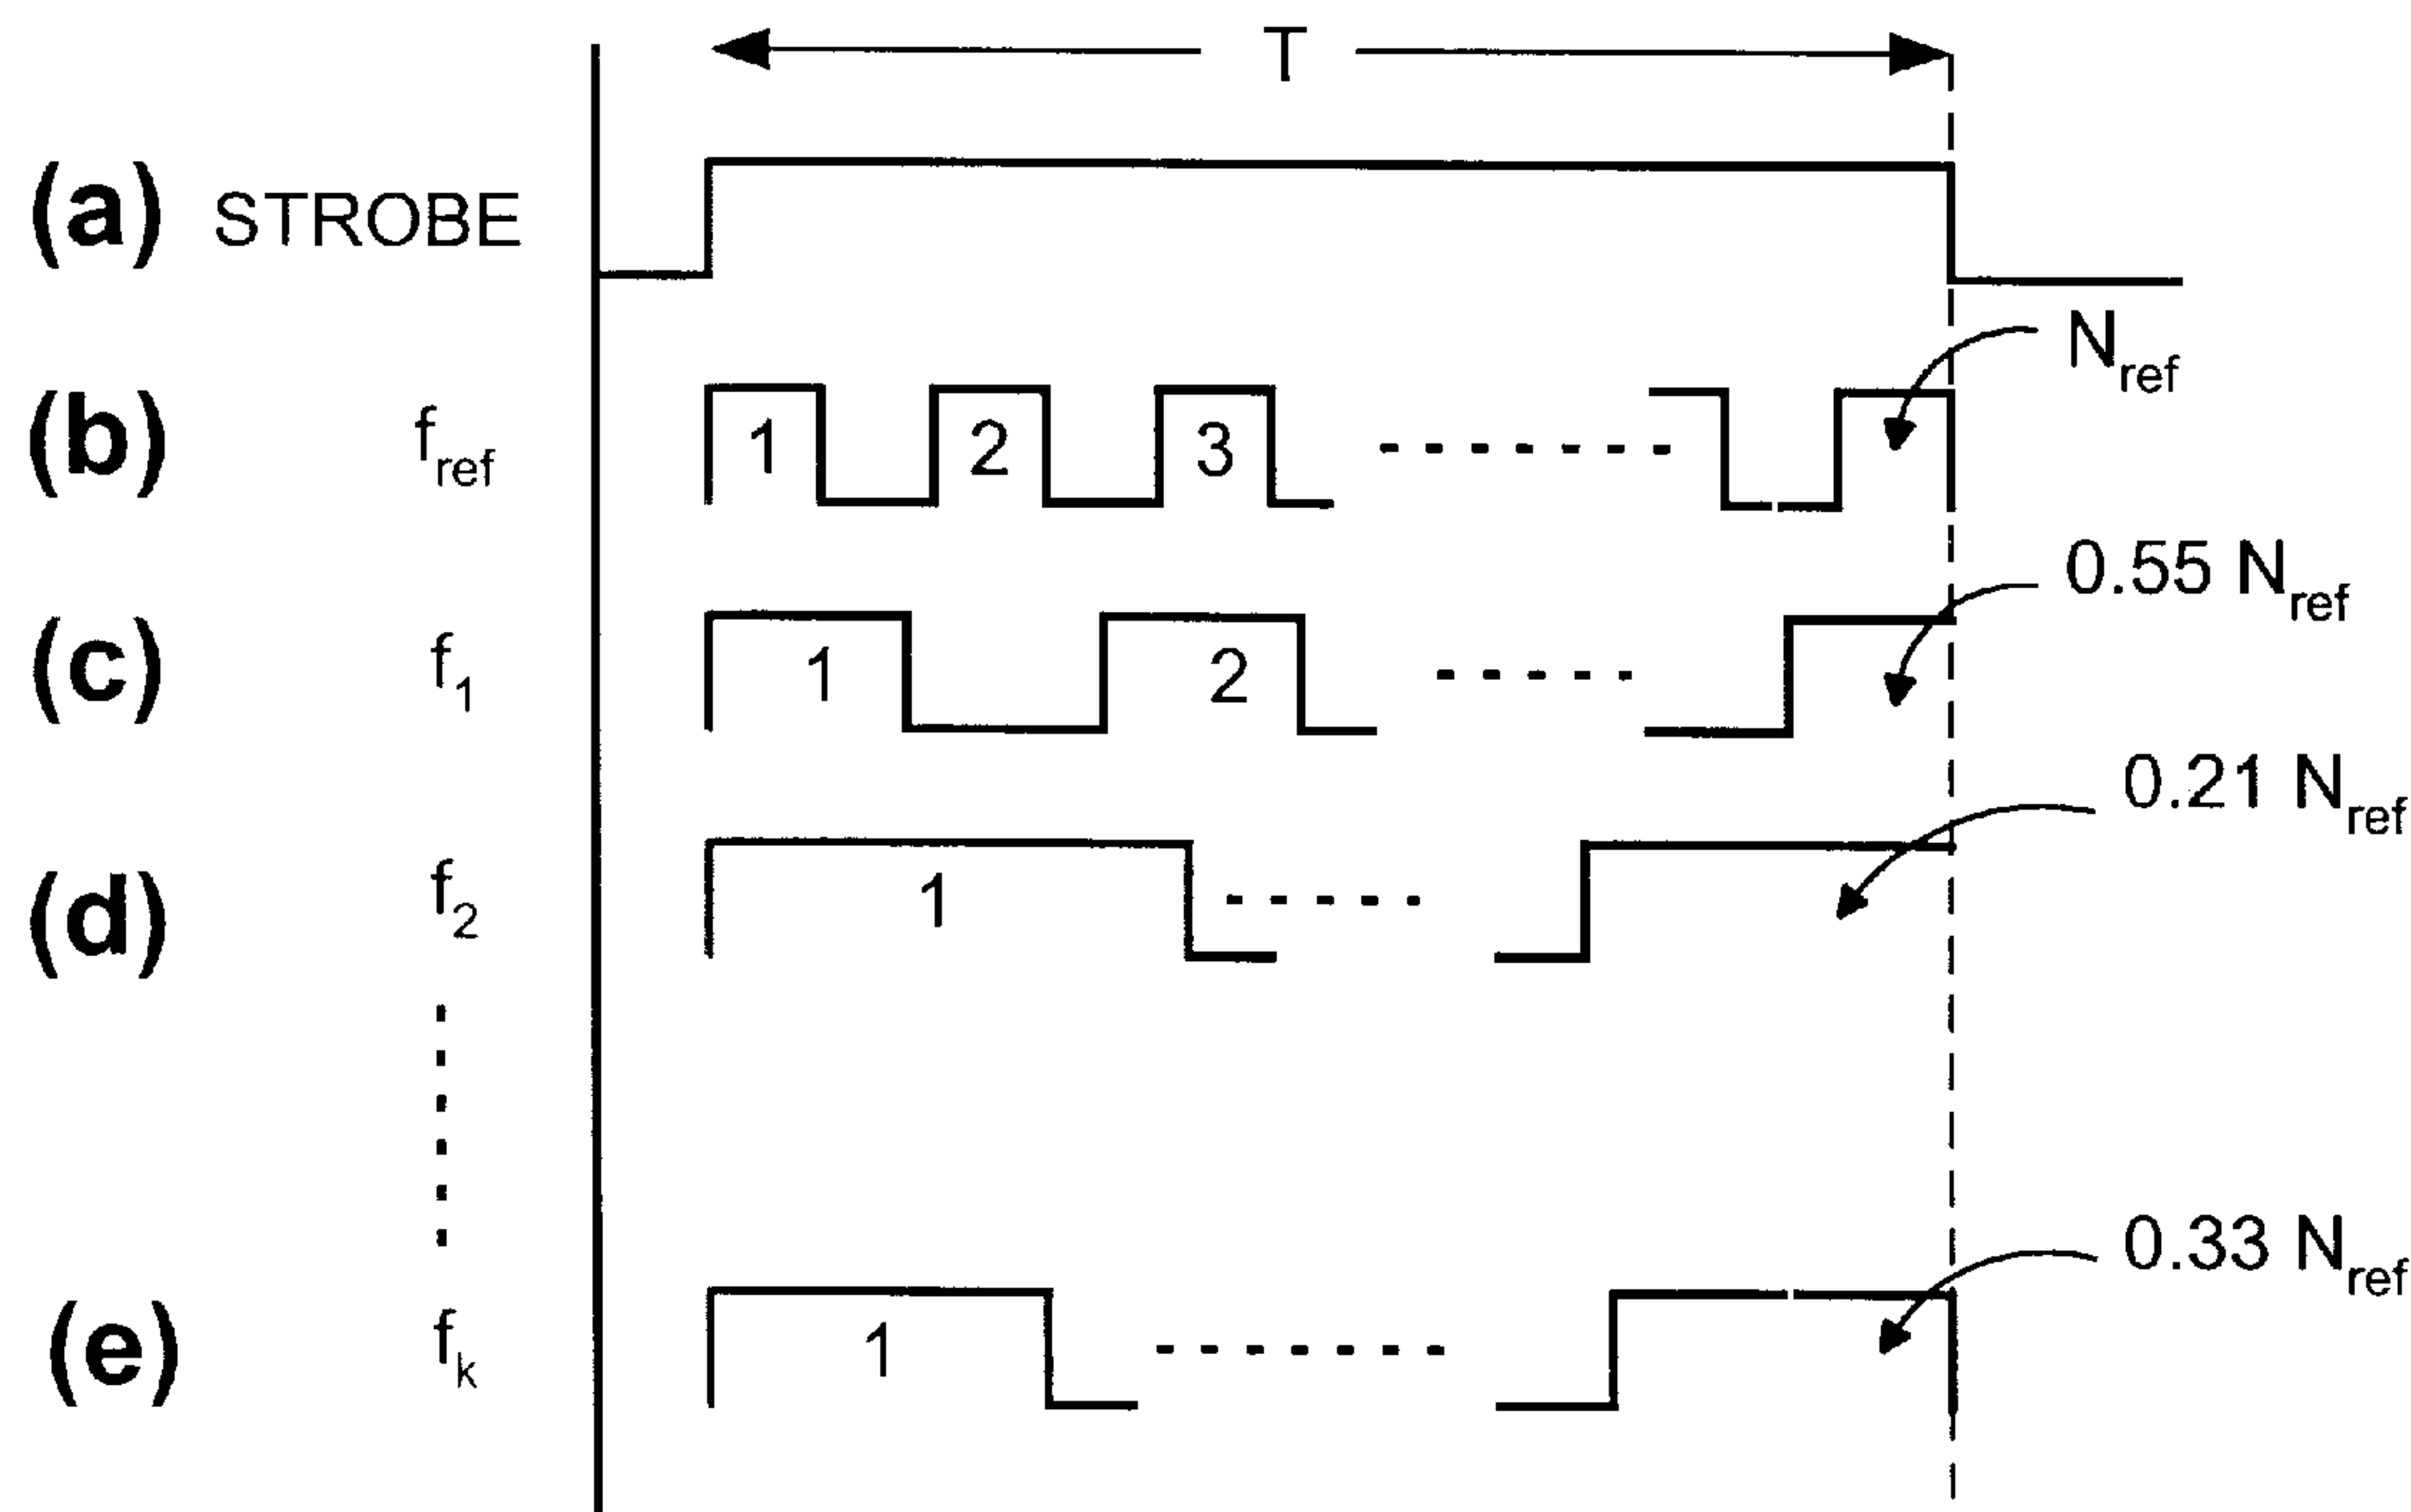 T
(a) STROBE
N_ref
(b) f_ref 1 2 3
0.55 N_ref
(c) f_1 1 2
0.21 N_ref
(d) f_2 1
0.33 N_ref
(e) f_k 1